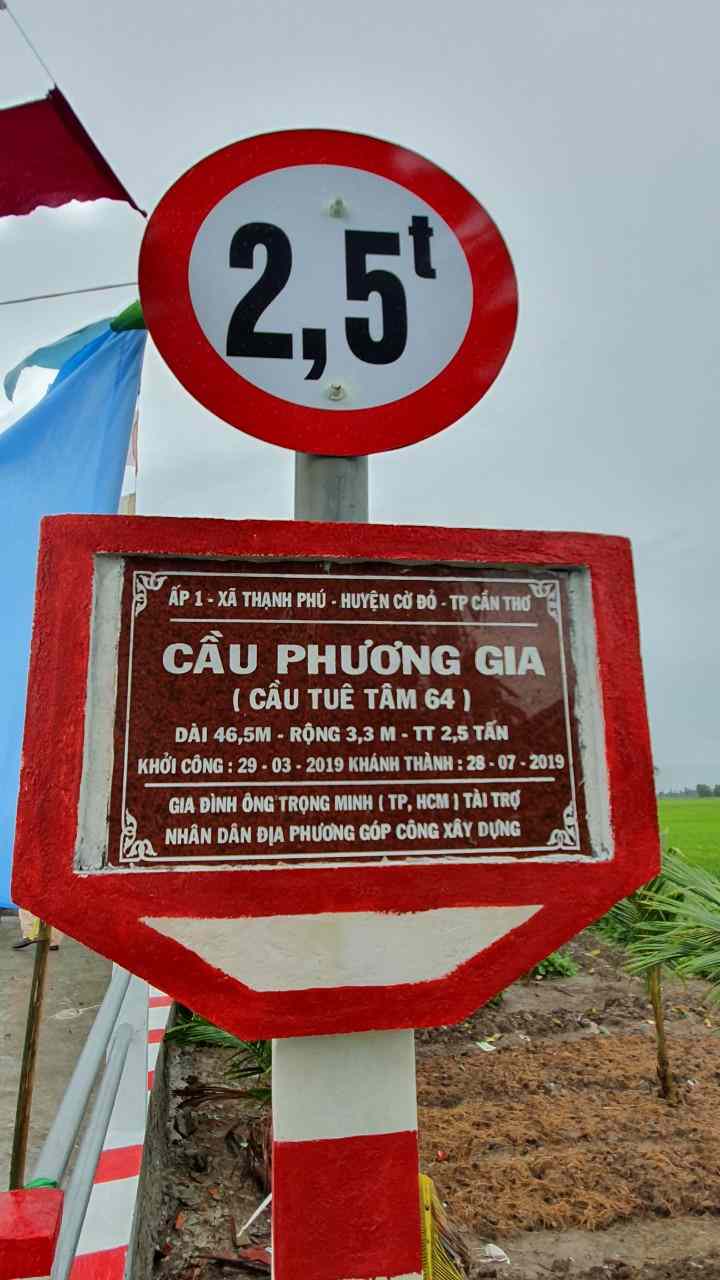 2,5t
ẤP 1 - XÃ THẠNH PHÚ - HUYỆN CỜ ĐỎ - TP CẦN THƠ
CẦU PHƯƠNG GIA
( CẦU TUÊ TÂM 64 )
DÀI 46,5M - RỘNG 3,3 M - TT 2,5 TẤN
KHỞI CÔNG : 29 - 03 - 2019 KHÁNH THÀNH : 28 - 07 - 2019
GIA ĐÌNH ÔNG TRỌNG MINH ( TP, HCM ) TÀI TRỢ
NHÂN DÂN ĐỊA PHƯƠNG GÓP CÔNG XÂY DỰNG